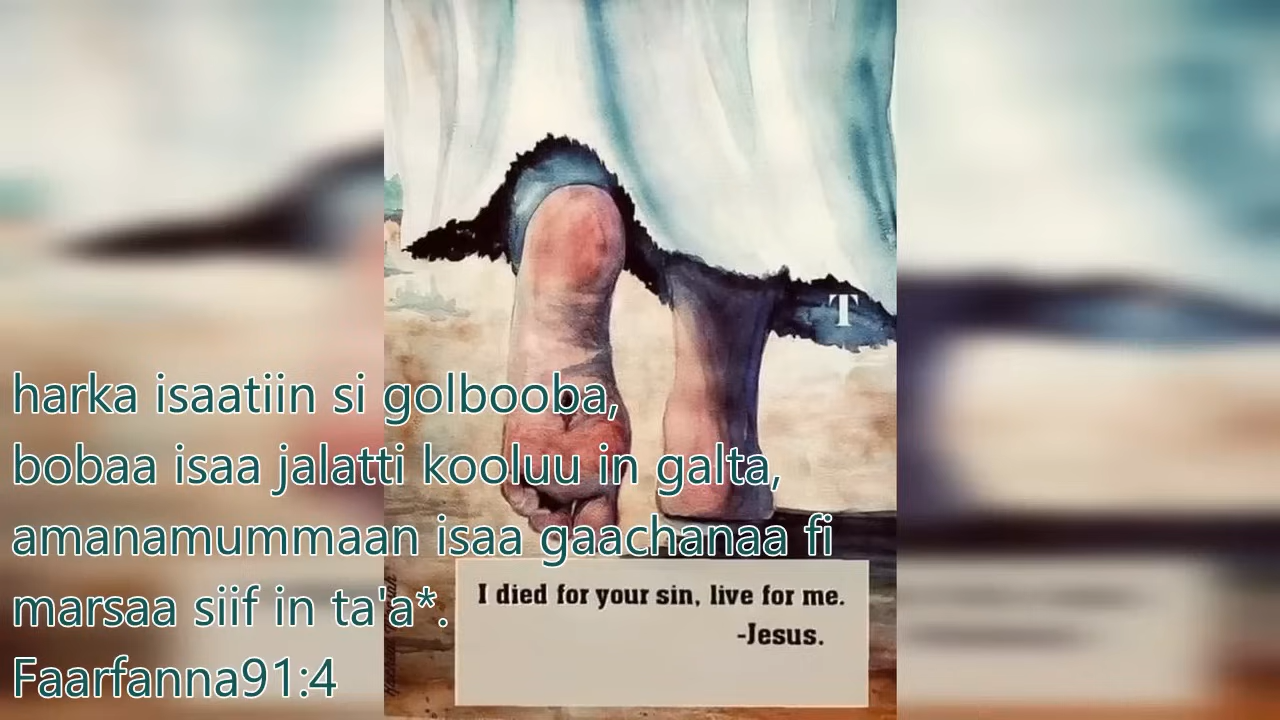 T
harka isaatiin si golbooba,
bobaa isaa jalatti kooluu in galta,
amanamummaan isaa gaachanaa fi
marsaa siif in ta'a*.
Faarfanna91:4
I died for your sin, live for me.
-Jesus.